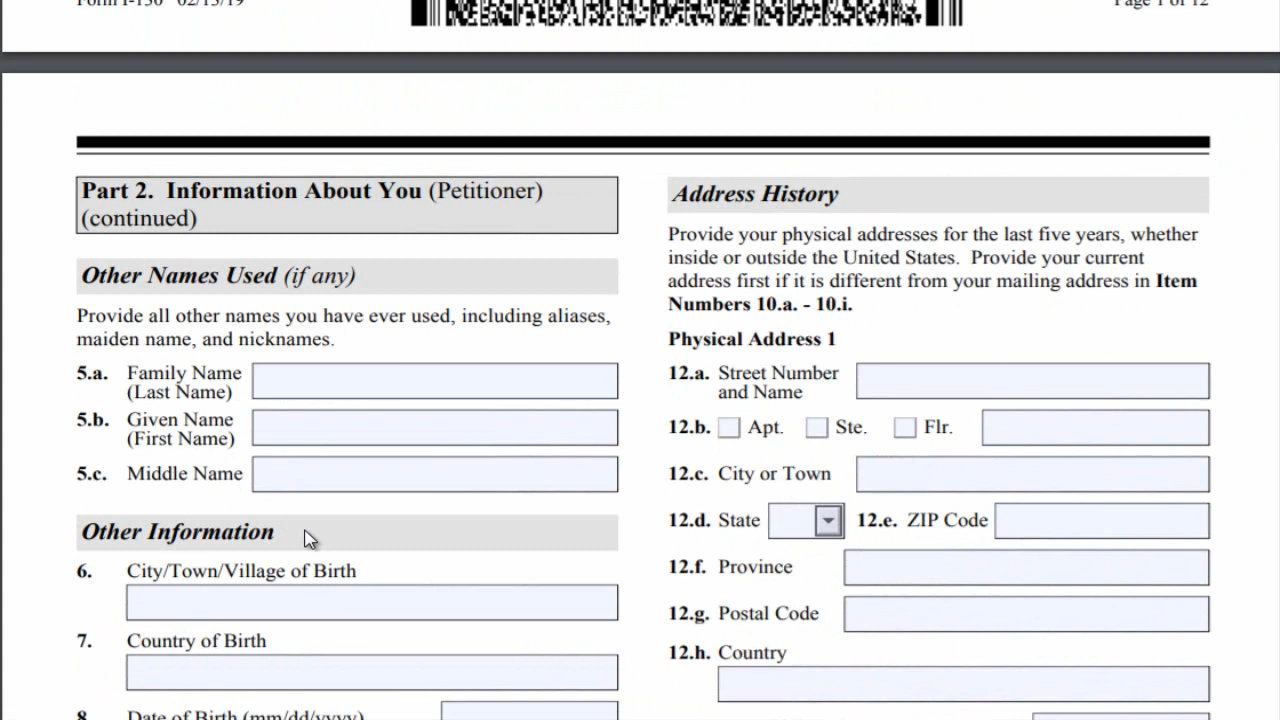 Form I-130 02/13/19
Page 1 of 12
Part 2. Information About You (Petitioner)
(continued)
Other Names Used (if any)
Provide all other names you have ever used, including aliases,
maiden name, and nicknames.
5.a. Family Name
(Last Name)
5.b. Given Name
(First Name)
5.c. Middle Name
Other Information
6. City/Town/Village of Birth
7. Country of Birth
8. Date of Birth (mm/dd/yyyy)
Address History
Provide your physical addresses for the last five years, whether
inside or outside the United States. Provide your current
address first if it is different from your mailing address in Item
Numbers 10.a. - 10.i.
Physical Address 1
12.a. Street Number
and Name
12.b. Apt. Ste. Flr.
12.c. City or Town
12.d. State 12.e. ZIP Code
12.f. Province
12.g. Postal Code
12.h. Country